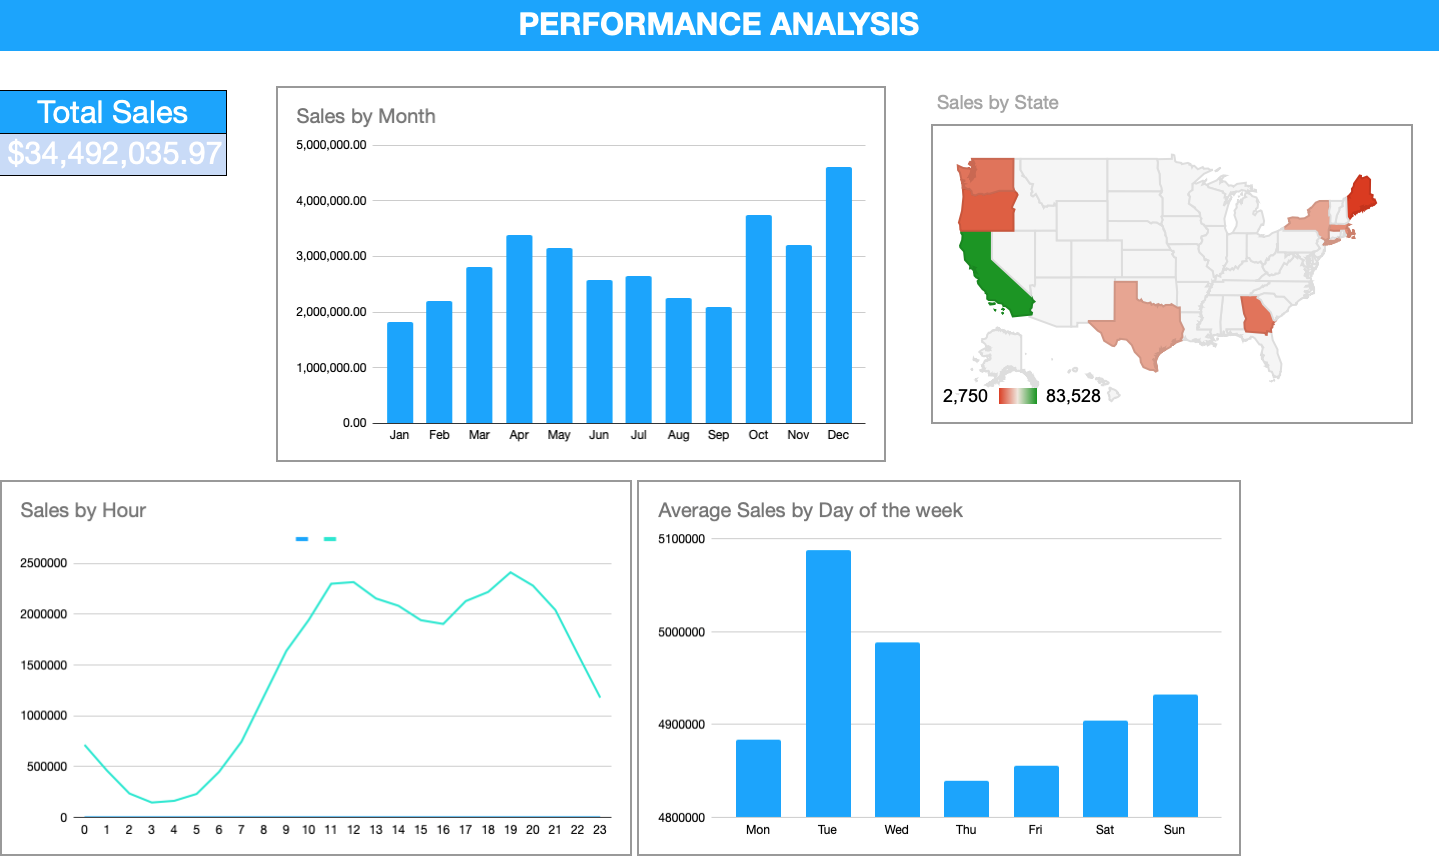 PERFORMANCE ANALYSIS
Total Sales
$34,492,035.97
Sales by Month
5,000,000.00
4,000,000.00
3,000,000.00
2,000,000.00
1,000,000.00
0.00
Jan Feb Mar Apr May Jun Jul Aug Sep Oct Nov Dec
Sales by State
2,750 83,528
Sales by Hour
2500000
2000000
1500000
1000000
500000
0
0 1 2 3 4 5 6 7 8 9 10 11 12 13 14 15 16 17 18 19 20 21 22 23
Average Sales by Day of the week
5100000
5000000
4900000
4800000
Mon Tue Wed Thu Fri Sat Sun